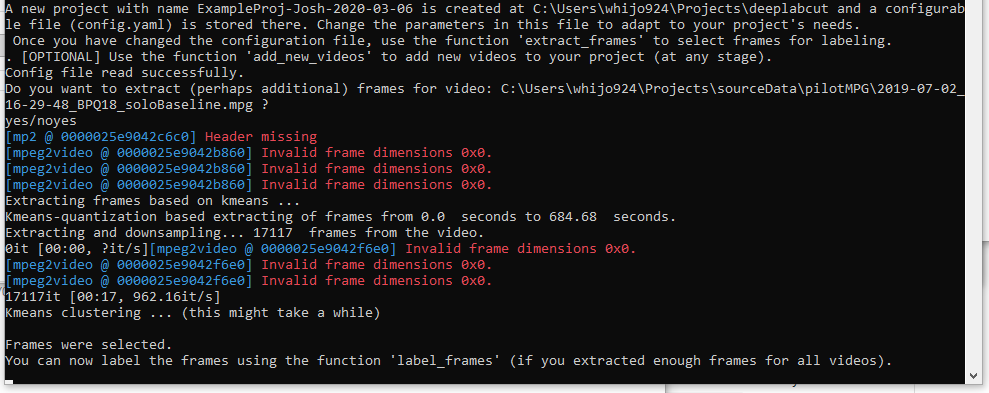 A new project with name ExampleProj-Josh-2020-03-06 is created at C:\Users\whijo924\Projects\deeplabcut and a configurab
le file (config.yaml) is stored there. Change the parameters in this file to adapt to your project's needs.
 Once you have changed the configuration file, use the function 'extract_frames' to select frames for labeling.
. [OPTIONAL] Use the function 'add_new_videos' to add new videos to your project (at any stage).
Config file read successfully.
Do you want to extract (perhaps additional) frames for video: C:\Users\whijo924\Projects\sourceData\pilotMPG\2019-07-02_
16-29-48_BPQ18_soloBaseline.mpg ?
yes/noyes
[mp2 @ 0000025e9042c6c0] Header missing
[mpeg2video @ 0000025e9042b860] Invalid frame dimensions 0x0.
[mpeg2video @ 0000025e9042b860] Invalid frame dimensions 0x0.
[mpeg2video @ 0000025e9042b860] Invalid frame dimensions 0x0.
Extracting frames based on kmeans ...
Kmeans-quantization based extracting of frames from 0.0  seconds to 684.68  seconds.
Extracting and downsampling... 17117  frames from the video.
0it [00:00, ?it/s][mpeg2video @ 0000025e9042f6e0] Invalid frame dimensions 0x0.
[mpeg2video @ 0000025e9042f6e0] Invalid frame dimensions 0x0.
[mpeg2video @ 0000025e9042f6e0] Invalid frame dimensions 0x0.
17117it [00:17, 962.16it/s]
Kmeans clustering ... (this might take a while)
Frames were selected.
You can now label the frames using the function 'label_frames' (if you extracted enough frames for all videos).